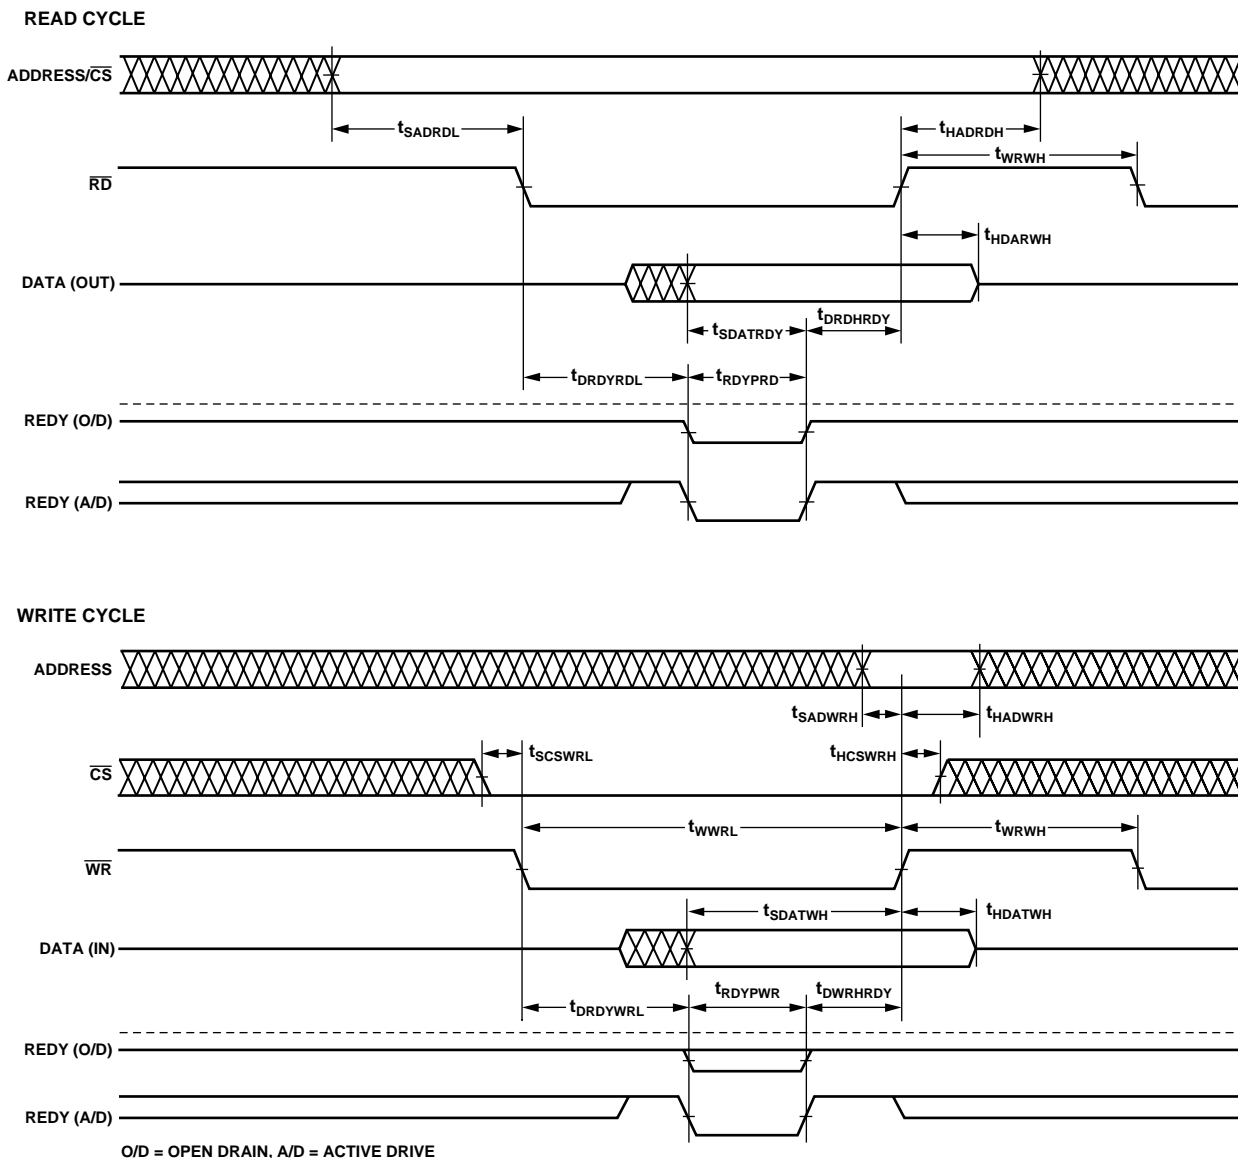 READ CYCLE
ADDRESS/CS
tSADRDL
tHADRDH
tWRWH
RD
tHDARWH
DATA (OUT)
tDRDHRDY
tSDATRDY
tDRDYRDL
tRDYPRD
REDY (O/D)
REDY (A/D)
WRITE CYCLE
ADDRESS
tSADWRH
tHADWRH
tSCSWRL
tHCSWRH
CS
tWWRL
tWRWH
WR
tSDATWH
tHDATWH
DATA (IN)
tRDYPWR
tDWRHRDY
tDRDYWRL
REDY (O/D)
REDY (A/D)
O/D = OPEN DRAIN, A/D = ACTIVE DRIVE